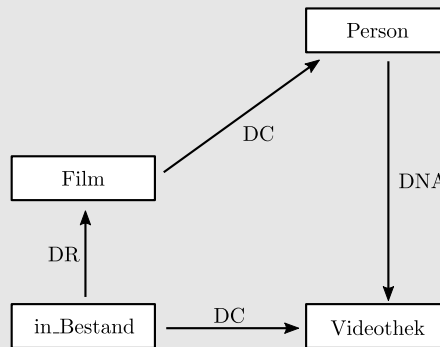 Person
DC
Film
DNA
DR
DC
in_Bestand
Videothek